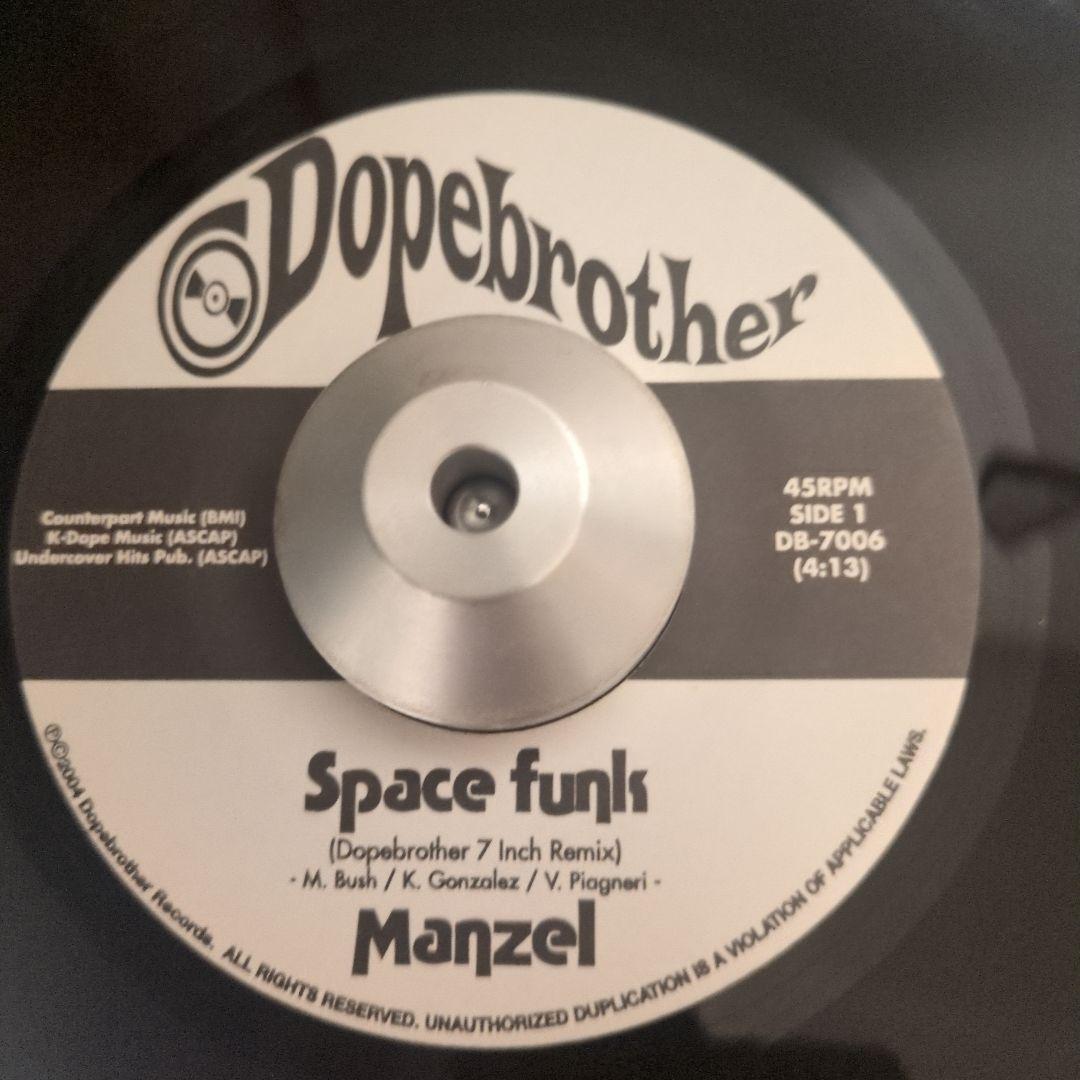 Dopebrother
Counterpart Music (BMI)
K-Dope Music (ASCAP)
Undercover Hits Pub. (ASCAP)
45RPM
SIDE 1
DB-7006
(4:13)
Space funk
(Dopebrother 7 Inch Remix)
- M. Bush / K. Gonzalez / V. Piagneri -
Manzel
℗©2004 Dopebrother Records. ALL RIGHTS RESERVED. UNAUTHORIZED DUPLICATION IS A VIOLATION OF APPLICABLE LAWS.